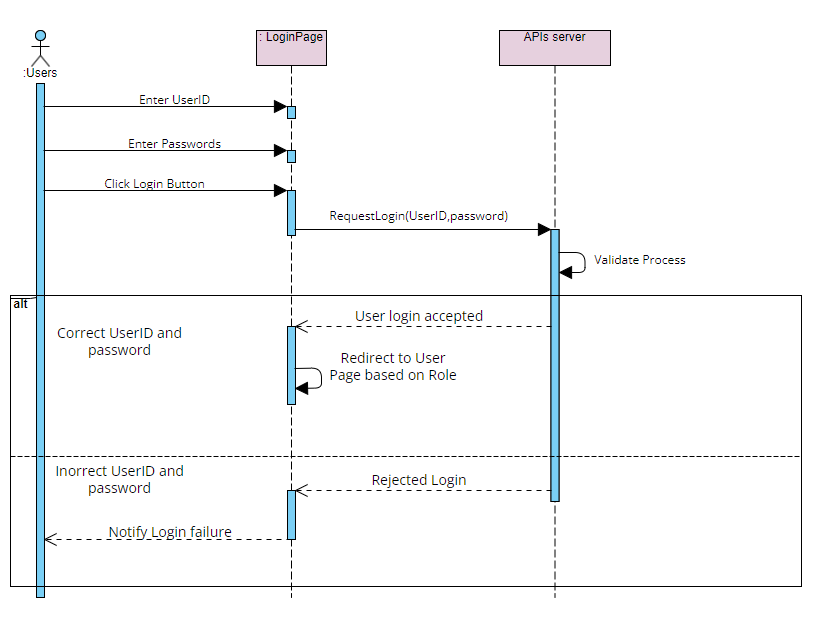 : LoginPage
APIs server
:Users
Enter UserID
Enter Passwords
Click Login Button
RequestLogin(UserID,password)
Validate Process
alt
User login accepted
Correct UserID and
password
Redirect to User
Page based on Role
Inorrect UserID and
password
Rejected Login
Notify Login failure